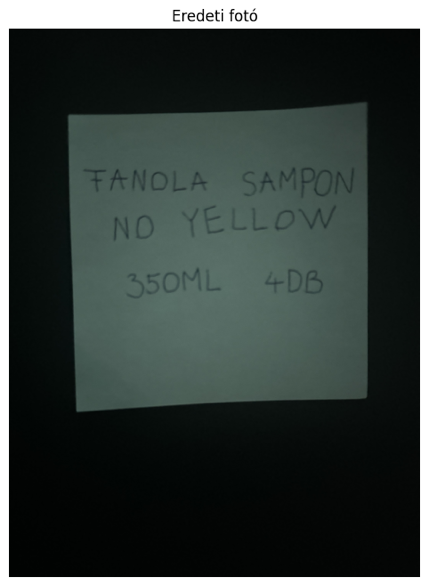 Eredeti fotó
FANOLA SAMPON
NO YELLOW
350ML 4DB